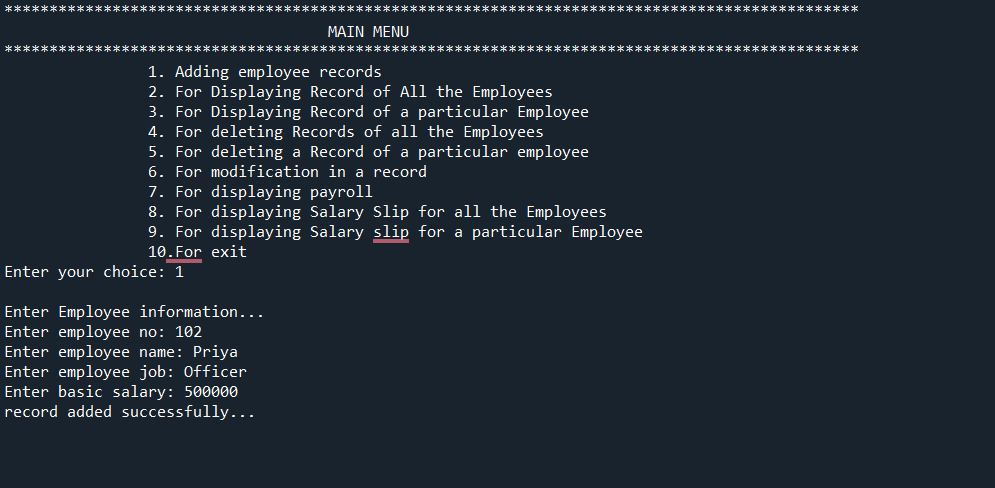 ***********************************************************************************************
MAIN MENU
***********************************************************************************************
1. Adding employee records
2. For Displaying Record of All the Employees
3. For Displaying Record of a particular Employee
4. For deleting Records of all the Employees
5. For deleting a Record of a particular employee
6. For modification in a record
7. For displaying payroll
8. For displaying Salary Slip for all the Employees
9. For displaying Salary slip for a particular Employee
10.For exit
Enter your choice: 1
Enter Employee information...
Enter employee no: 102
Enter employee name: Priya
Enter employee job: Officer
Enter basic salary: 500000
record added successfully...